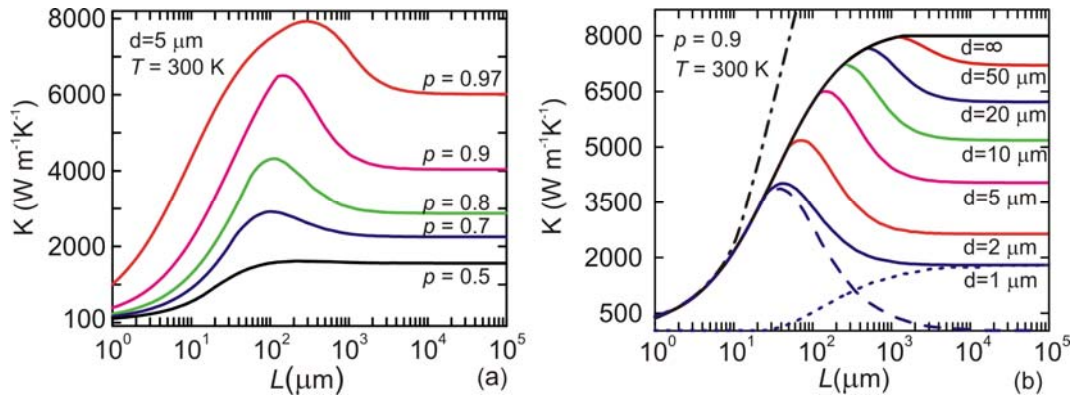 8000
6000
4000
2000
100
K (W m⁻¹K⁻¹)
d=5 μm
T = 300 K
p = 0.97
p = 0.9
p = 0.8
p = 0.7
p = 0.5
10⁰ 10¹ 10² 10³ 10⁴ 10⁵
L(μm)
(a)
8000
6500
5000
3500
2000
500
K (W m⁻¹K⁻¹)
p = 0.9
T = 300 K
d=∞
d=50 μm
d=20 μm
d=10 μm
d=5 μm
d=2 μm
d=1 μm
10⁰ 10¹ 10² 10³ 10⁴ 10⁵
L(μm)
(b)